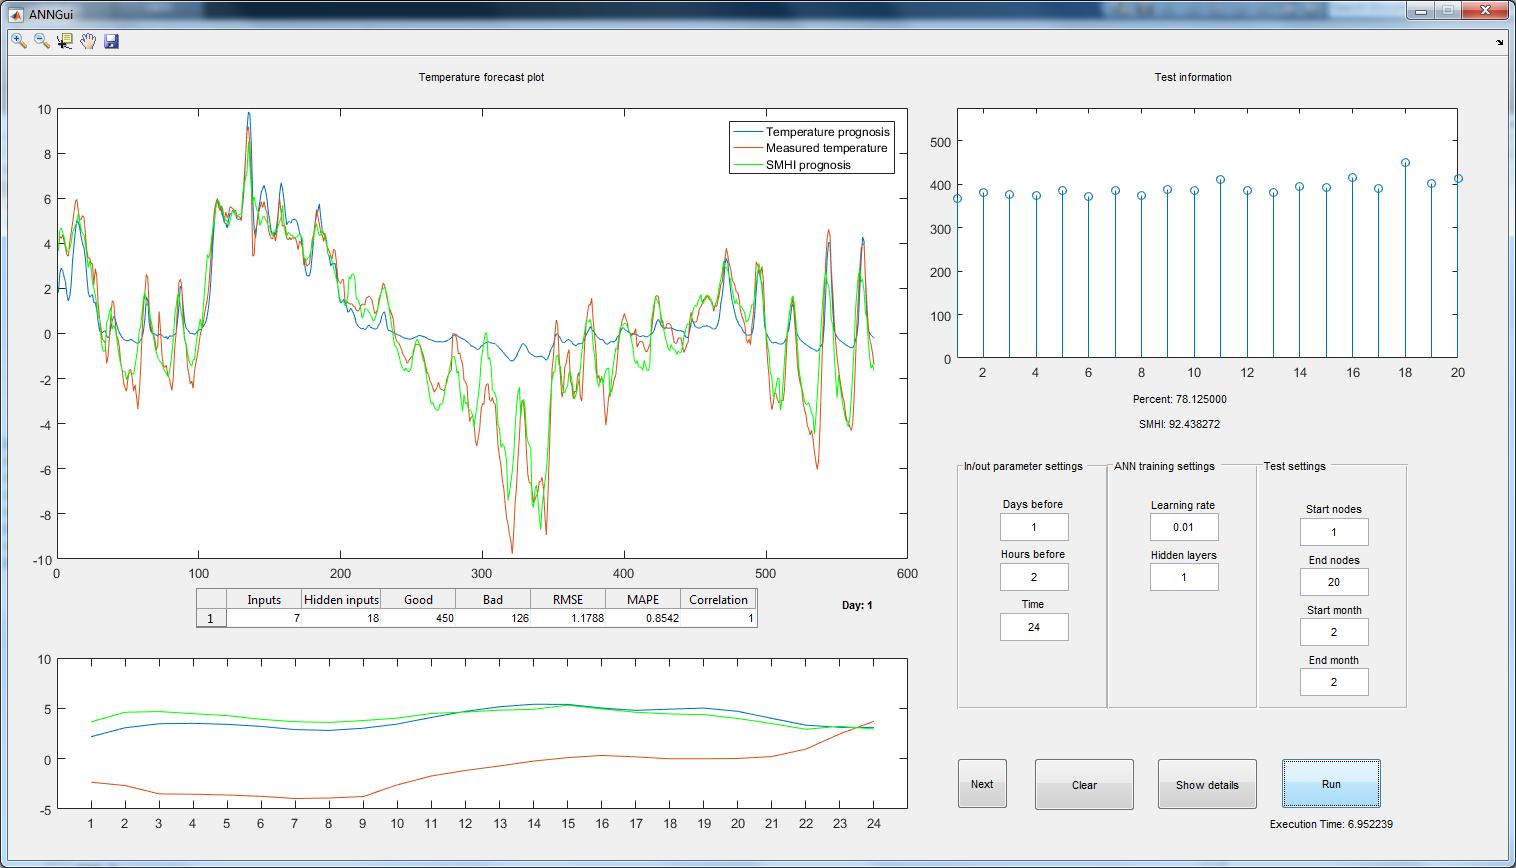 ANNGui
Temperature forecast plot
10
8
6
4
2
0
-2
-4
-6
-8
-10
0 100 200 300 400 500 600
Temperature prognosis
Measured temperature
SMHI prognosis
Inputs Hidden inputs Good Bad RMSE MAPE Correlation
1 7 18 450 126 1.1788 0.8542 1
Day: 1
10
5
0
-5
1 2 3 4 5 6 7 8 9 10 11 12 13 14 15 16 17 18 19 20 21 22 23 24
Test information
500
400
300
200
100
0
2 4 6 8 10 12 14 16 18 20
Percent: 78.125000
SMHI: 92.438272
In/out parameter settings
Days before
1
Hours before
2
Time
24
ANN training settings
Learning rate
0.01
Hidden layers
1
Test settings
Start nodes
1
End nodes
20
Start month
2
End month
2
Next
Clear
Show details
Run
Execution Time: 6.952239